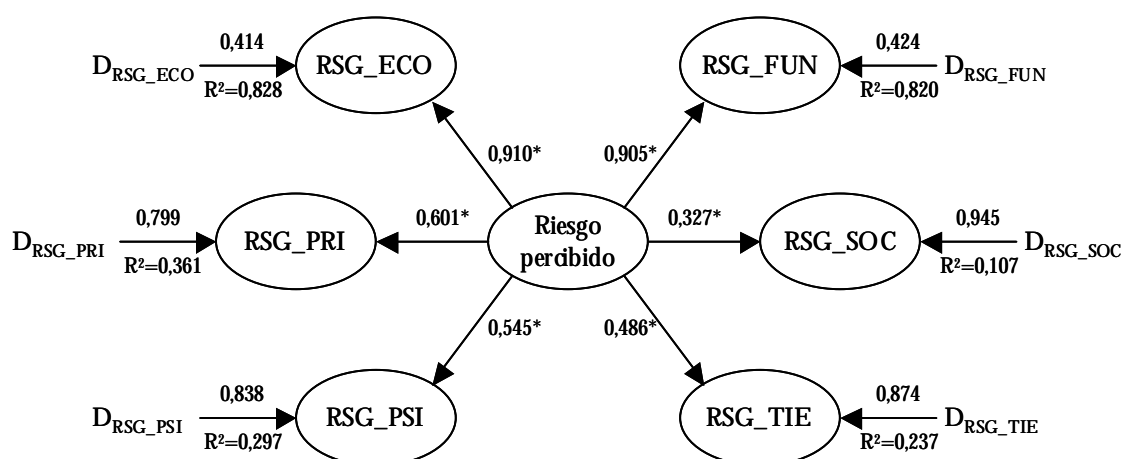 0,414
D_RSG_ECO
R²=0,828
RSG_ECO
RSG_FUN
0,424
D_RSG_FUN
R²=0,820
0,910*
0,905*
0,799
D_RSG_PRI
R²=0,361
RSG_PRI
0,601*
Riesgo
percibido
0,327*
RSG_SOC
0,945
D_RSG_SOC
R²=0,107
0,545*
0,486*
0,838
D_RSG_PSI
R²=0,297
RSG_PSI
RSG_TIE
0,874
D_RSG_TIE
R²=0,237